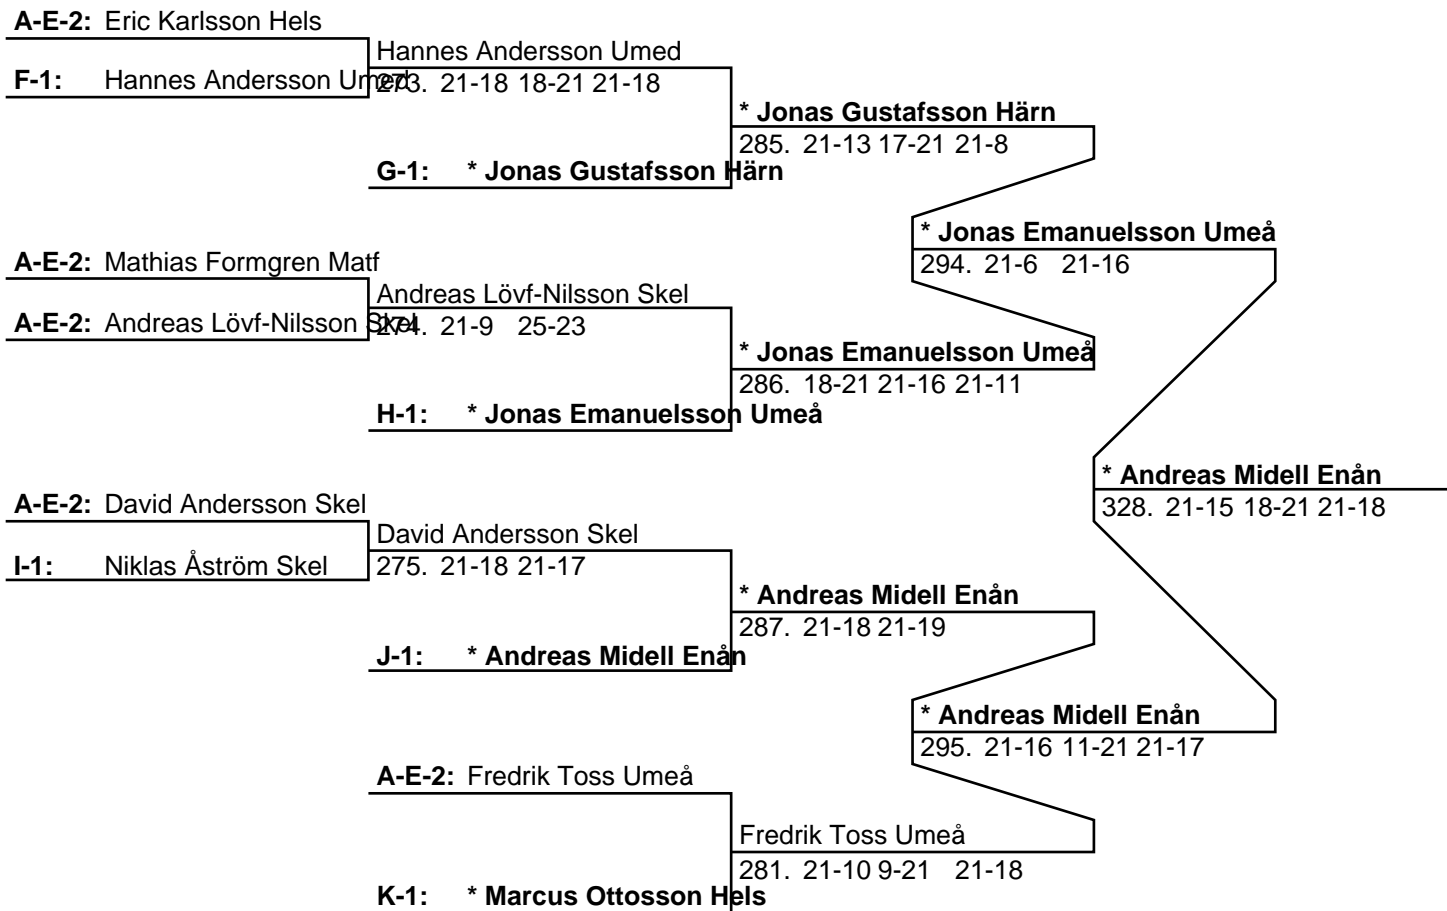 A-E-2: Eric Karlsson Hels
Hannes Andersson Umed
F-1: Hannes Andersson Umed
273. 21-18 18-21 21-18
* Jonas Gustafsson Härn
285. 21-13 17-21 21-8
G-1: * Jonas Gustafsson Härn
* Jonas Emanuelsson Umeå
294. 21-6 21-16
A-E-2: Mathias Formgren Matf
Andreas Lövf-Nilsson Skel
A-E-2: Andreas Lövf-Nilsson Skel
274. 21-9 25-23
* Jonas Emanuelsson Umeå
286. 18-21 21-16 21-11
H-1: * Jonas Emanuelsson Umeå
* Andreas Midell Enån
328. 21-15 18-21 21-18
A-E-2: David Andersson Skel
David Andersson Skel
I-1: Niklas Åström Skel
275. 21-18 21-17
* Andreas Midell Enån
287. 21-18 21-19
J-1: * Andreas Midell Enån
* Andreas Midell Enån
295. 21-16 11-21 21-17
A-E-2: Fredrik Toss Umeå
Fredrik Toss Umeå
281. 21-10 9-21 21-18
K-1: * Marcus Ottosson Hels